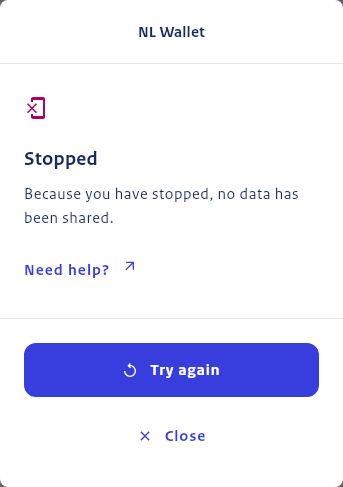 NL Wallet
Stopped
Because you have stopped, no data has
been shared.
Need help?
Try again
Close